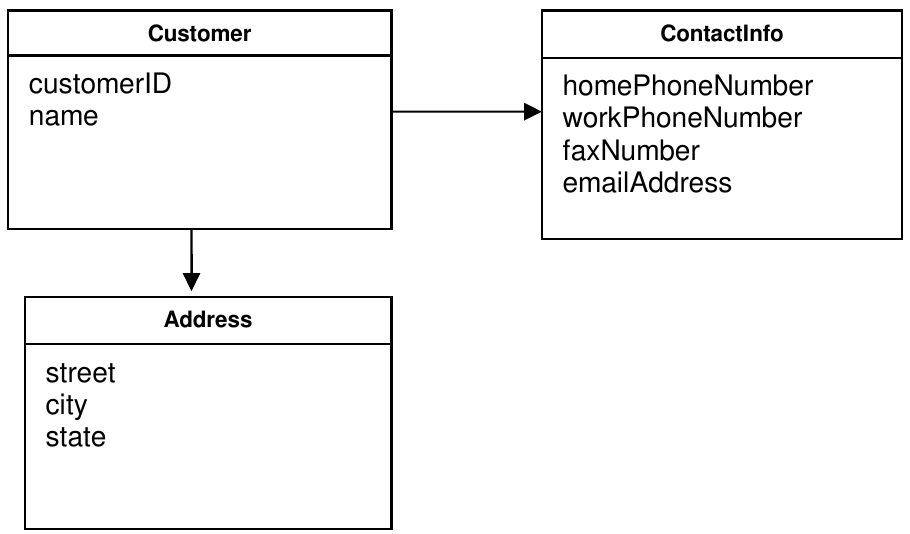 Customer
customerID
name
ContactInfo
homePhoneNumber
workPhoneNumber
faxNumber
emailAddress
Address
street
city
state